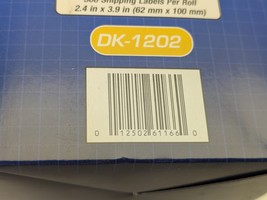 300 Shipping Labels Per Roll
2.4 in x 3.9 in (62 mm x 100 mm)
DK-1202
0 12502 61166 0